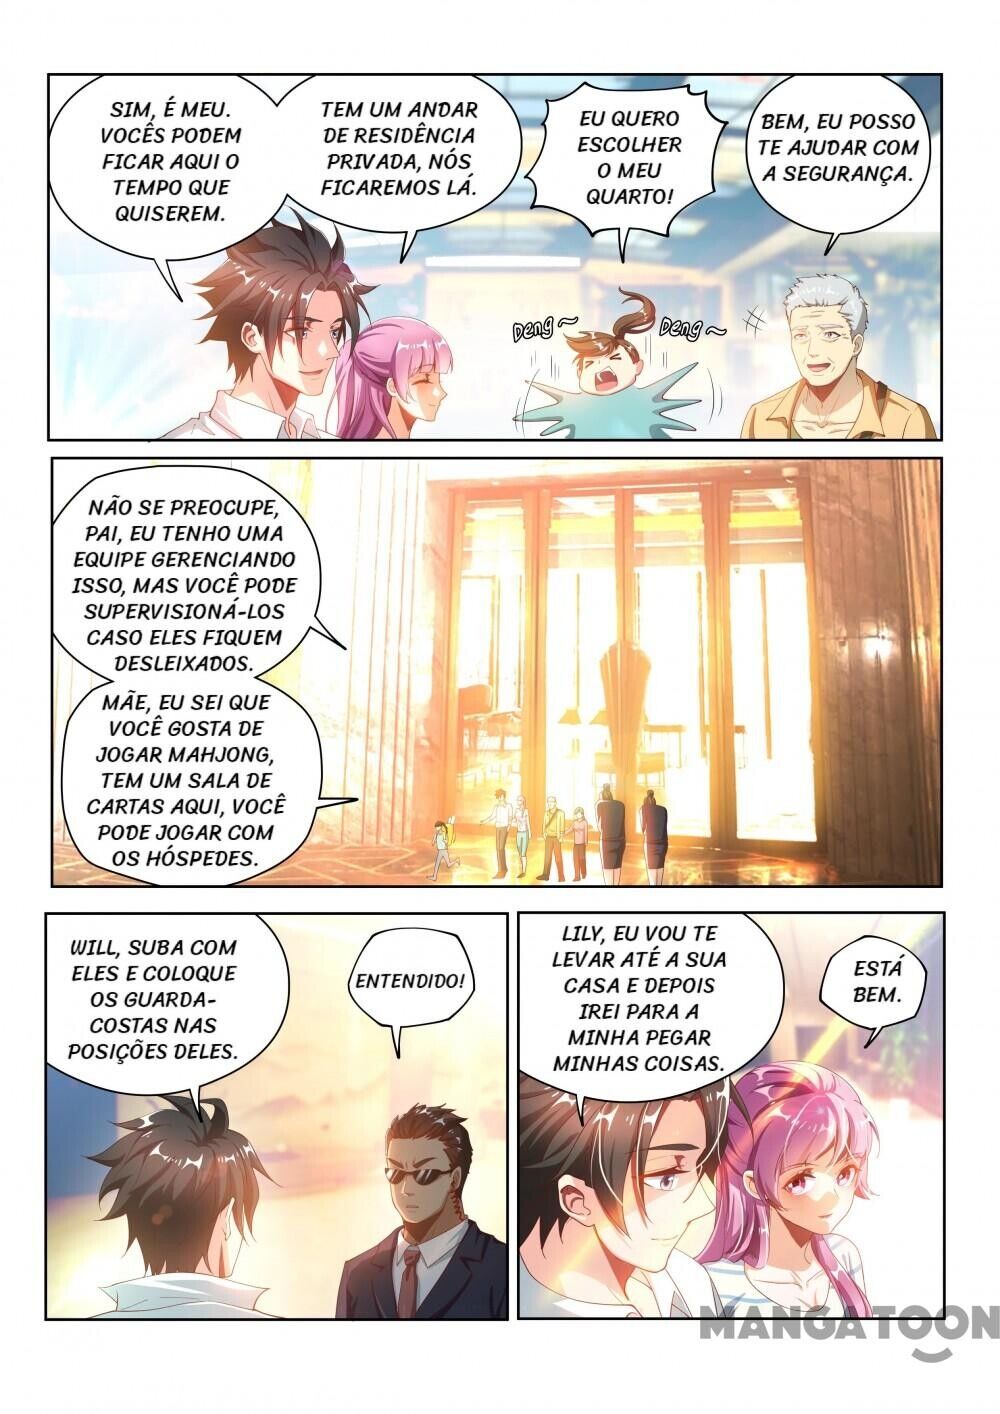 SIM, É MEU.
VOCÊS PODEM
FICAR AQUI O
TEMPO QUE
QUISEREM.
TEM UM ANDAR
DE RESIDÊNCIA
PRIVADA, NÓS
FICAREMOS LÁ.
EU QUERO
ESCOLHER
O MEU
QUARTO!
BEM, EU POSSO
TE AJUDAR COM
A SEGURANÇA.
Deng~
Deng~
NÃO SE PREOCUPE,
PAI, EU TENHO UMA
EQUIPE GERENCIANDO
ISSO, MAS VOCÊ PODE
SUPERVISIONÁ-LOS
CASO ELES FIQUEM
DESLEIXADOS.
MÃE, EU SEI QUE
VOCÊ GOSTA DE
JOGAR MAHJONG,
TEM UM SALA DE
CARTAS AQUI, VOCÊ
PODE JOGAR COM
OS HÓSPEDES.
WILL, SUBA COM
ELES E COLOQUE
OS GUARDA-
COSTAS NAS
POSIÇÕES DELES.
ENTENDIDO!
LILY, EU VOU TE
LEVAR ATÉ A SUA
CASA E DEPOIS
IREI PARA A
MINHA PEGAR
MINHAS COISAS.
ESTÁ
BEM.
MANGATOON